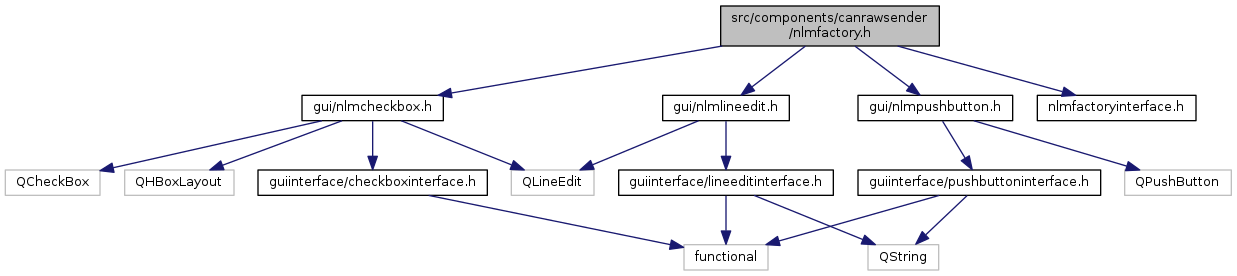 src/components/canrawsender
/nlmfactory.h
gui/nlmcheckbox.h
gui/nlmlineedit.h
gui/nlmpushbutton.h
nlmfactoryinterface.h
QCheckBox
QHBoxLayout
guiinterface/checkboxinterface.h
QLineEdit
guiinterface/lineeditinterface.h
guiinterface/pushbuttoninterface.h
QPushButton
functional
QString